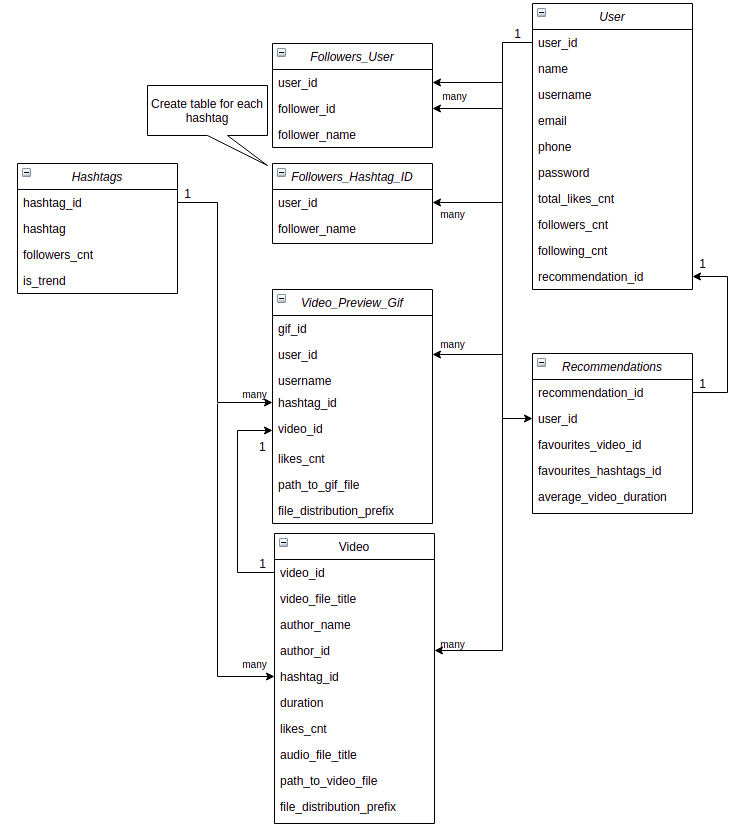 User
user_id
name
username
email
phone
password
total_likes_cnt
followers_cnt
following_cnt
recommendation_id
1
Followers_User
user_id
follower_id
follower_name
many
Create table for each
hashtag
Followers_Hashtag_ID
user_id
follower_name
many
Hashtags
hashtag_id
hashtag
followers_cnt
is_trend
1
Video_Preview_Gif
gif_id
user_id
username
hashtag_id
video_id
likes_cnt
path_to_gif_file
file_distribution_prefix
many
many
1
Recommendations
recommendation_id
user_id
favourites_video_id
favourites_hashtags_id
average_video_duration
1
1
Video
video_id
video_file_title
author_name
author_id
hashtag_id
duration
likes_cnt
audio_file_title
path_to_video_file
file_distribution_prefix
1
many
many